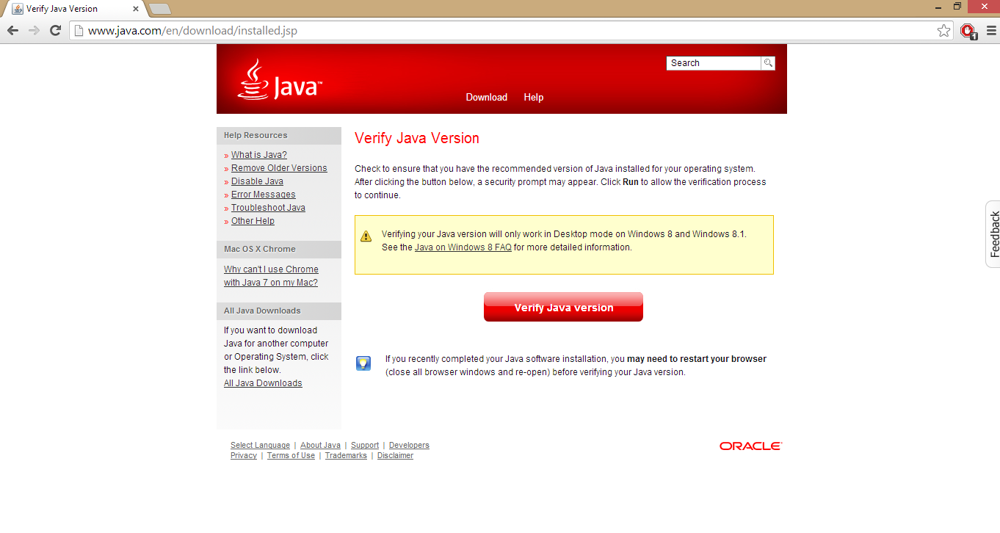 Verify Java Version
www.java.com/en/download/installed.jsp
1
Java™
Search
Download Help
Help Resources
» What is Java?
» Remove Older Versions
» Disable Java
» Error Messages
» Troubleshoot Java
» Other Help
Mac OS X Chrome
Why can't I use Chrome
with Java 7 on my Mac?
All Java Downloads
If you want to download
Java for another computer
or Operating System, click
the link below.
All Java Downloads
Verify Java Version
Check to ensure that you have the recommended version of Java installed for your operating system.
After clicking the button below, a security prompt may appear. Click Run to allow the verification process
to continue.
Verifying your Java version will only work in Desktop mode on Windows 8 and Windows 8.1.
See the Java on Windows 8 FAQ for more detailed information.
Verify Java version
If you recently completed your Java software installation, you may need to restart your browser
(close all browser windows and re-open) before verifying your Java version.
Feedback
Select Language | About Java | Support | Developers
Privacy | Terms of Use | Trademarks | Disclaimer
ORACLE